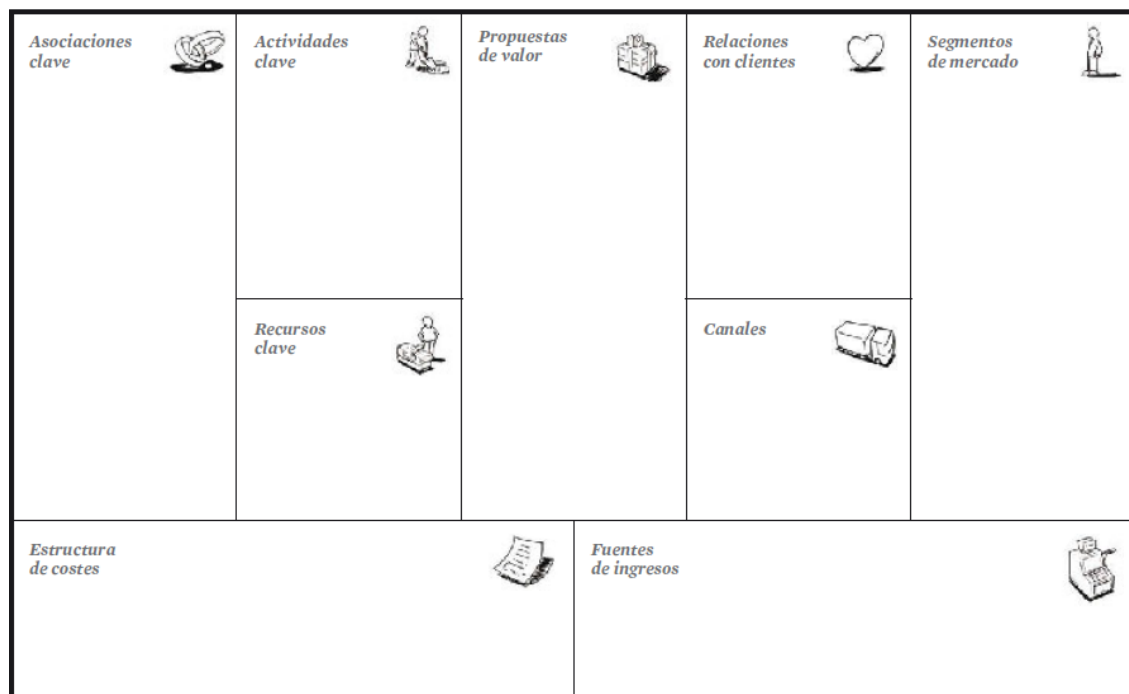 Asociaciones
clave
Actividades
clave
Propuestas
de valor
Relaciones
con clientes
Segmentos
de mercado
Recursos
clave
Canales
Estructura
de costes
Fuentes
de ingresos